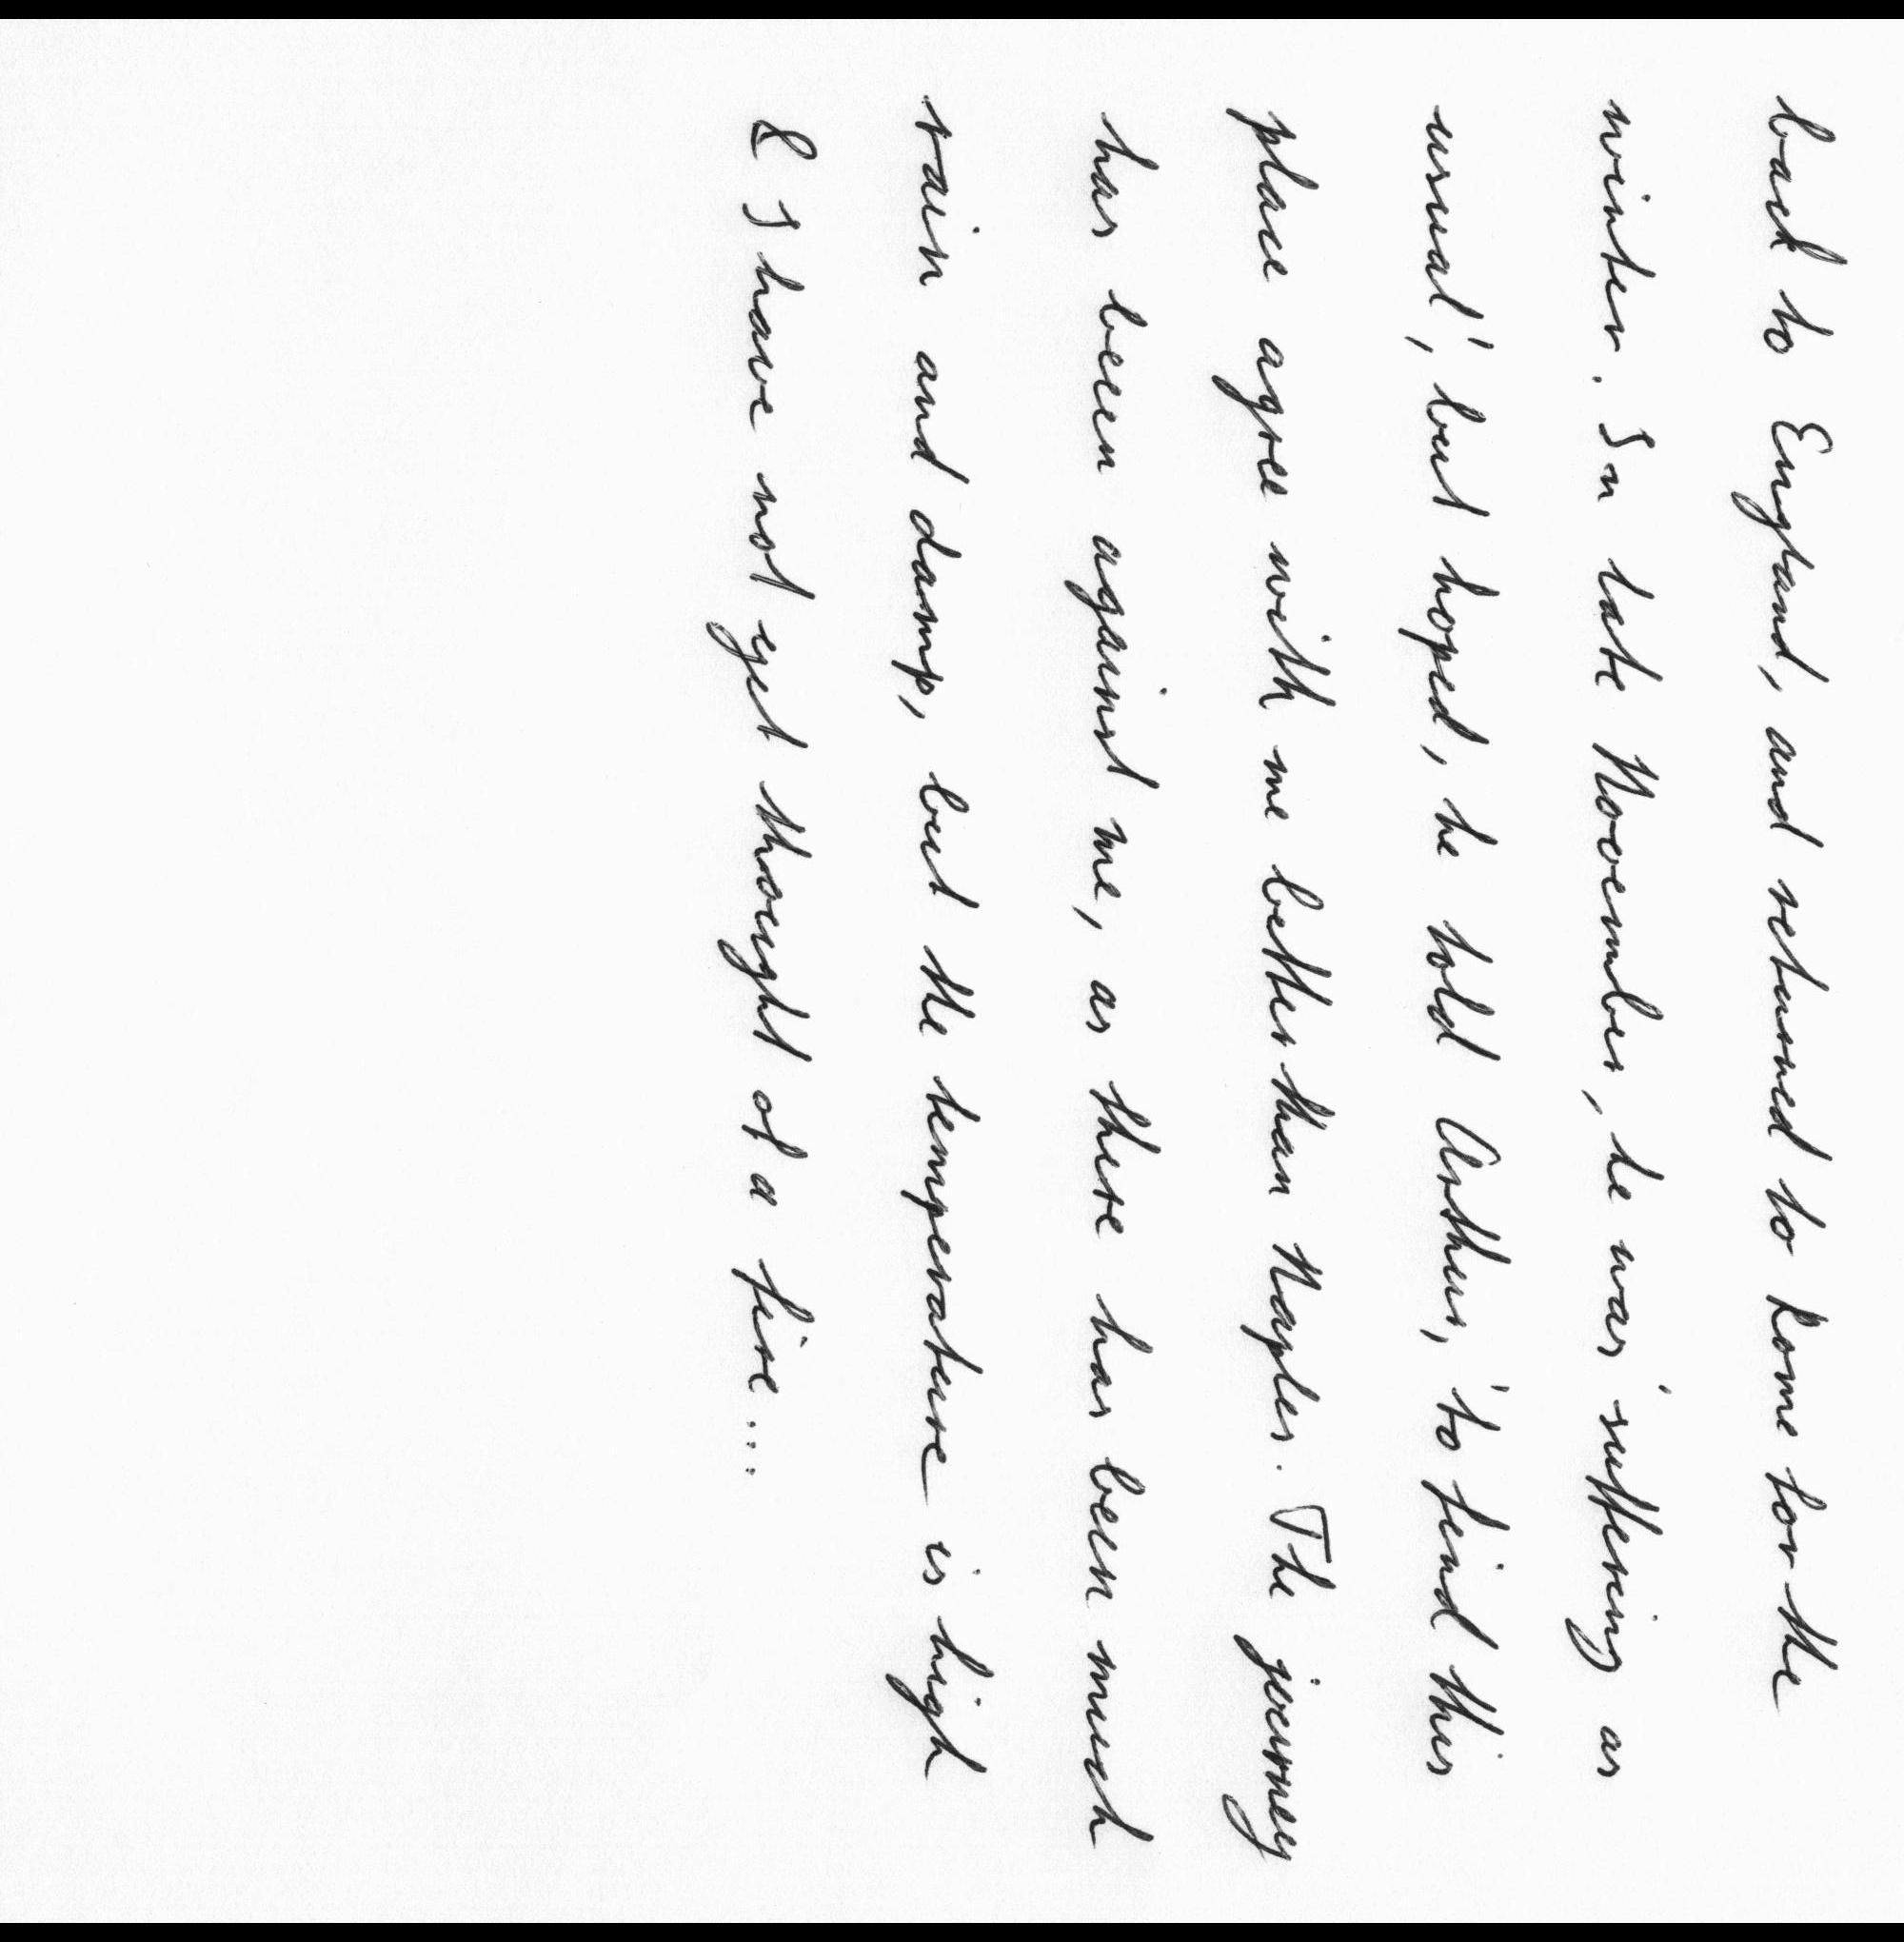 back to England, and returned to Rome for the
winter. In late November, he was 'suffering as
usual', but hoped, he told Arthur, 'to find this
place agree with me better than Naples. The journey
has been against me, as there has been much
rain and damp, but the temperature is high
& I have not yet thought of a fire...